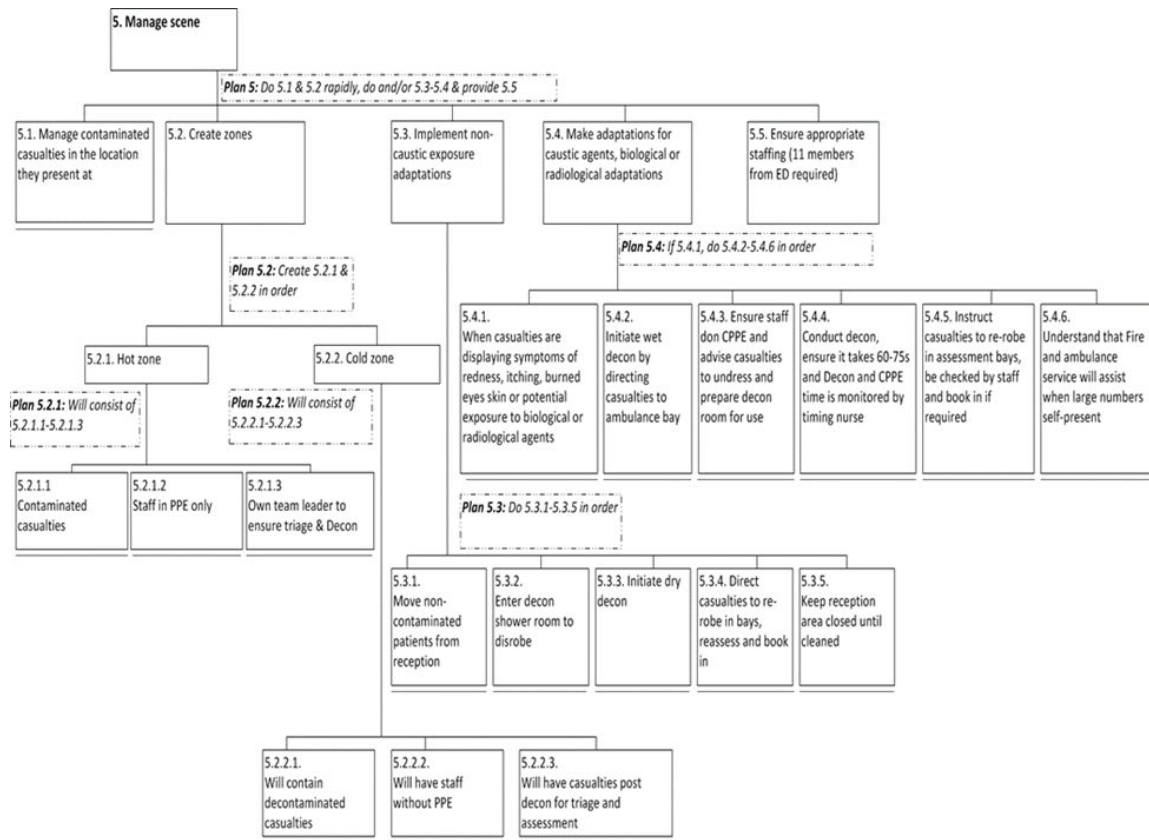 5. Manage scene
Plan 5: Do 5.1 & 5.2 rapidly, do and/or 5.3-5.4 & provide 5.5
5.1. Manage contaminated
casualties in the location
they present at
5.2. Create zones
5.3. Implement non-
caustic exposure
adaptations
5.4. Make adaptations for
caustic agents, biological or
radiological adaptations
5.5. Ensure appropriate
staffing (11 members
from ED required)
Plan 5.4: If 5.4.1, do 5.4.2-5.4.6 in order
Plan 5.2: Create 5.2.1 &
5.2.2 in order
5.2.1. Hot zone
5.2.2. Cold zone
5.4.1.
When casualties are
displaying symptoms of
redness, itching, burned
eyes skin or potential
exposure to biological or
radiological agents
5.4.2.
Initiate wet
decon by
directing
casualties to
ambulance bay
5.4.3. Ensure staff
don CPPE and
advise casualties
to undress and
prepare decon
room for use
5.4.4.
Conduct decon,
ensure it takes 60-75s
and Decon and CPPE
time is monitored by
timing nurse
5.4.5. Instruct
casualties to re-robe
in assessment bays,
be checked by staff
and book in if
required
5.4.6.
Understand that Fire
and ambulance
service will assist
when large numbers
self-present
Plan 5.2.1: Will consist of
5.2.1.1-5.2.1.3
Plan 5.2.2: Will consist of
5.2.2.1-5.2.2.3
5.2.1.1
Contaminated
casualties
5.2.1.2
Staff in PPE only
5.2.1.3
Own team leader to
ensure triage & Decon
Plan 5.3: Do 5.3.1-5.3.5 in order
5.3.1.
Move non-
contaminated
patients from
reception
5.3.2.
Enter decon
shower room to
disrobe
5.3.3. Initiate dry
decon
5.3.4. Direct
casualties to re-
robe in bays,
reassess and book
in
5.3.5.
Keep reception
area closed until
cleaned
5.2.2.1.
Will contain
decontaminated
casualties
5.2.2.2.
Will have staff
without PPE
5.2.2.3.
Will have casualties post
decon for triage and
assessment